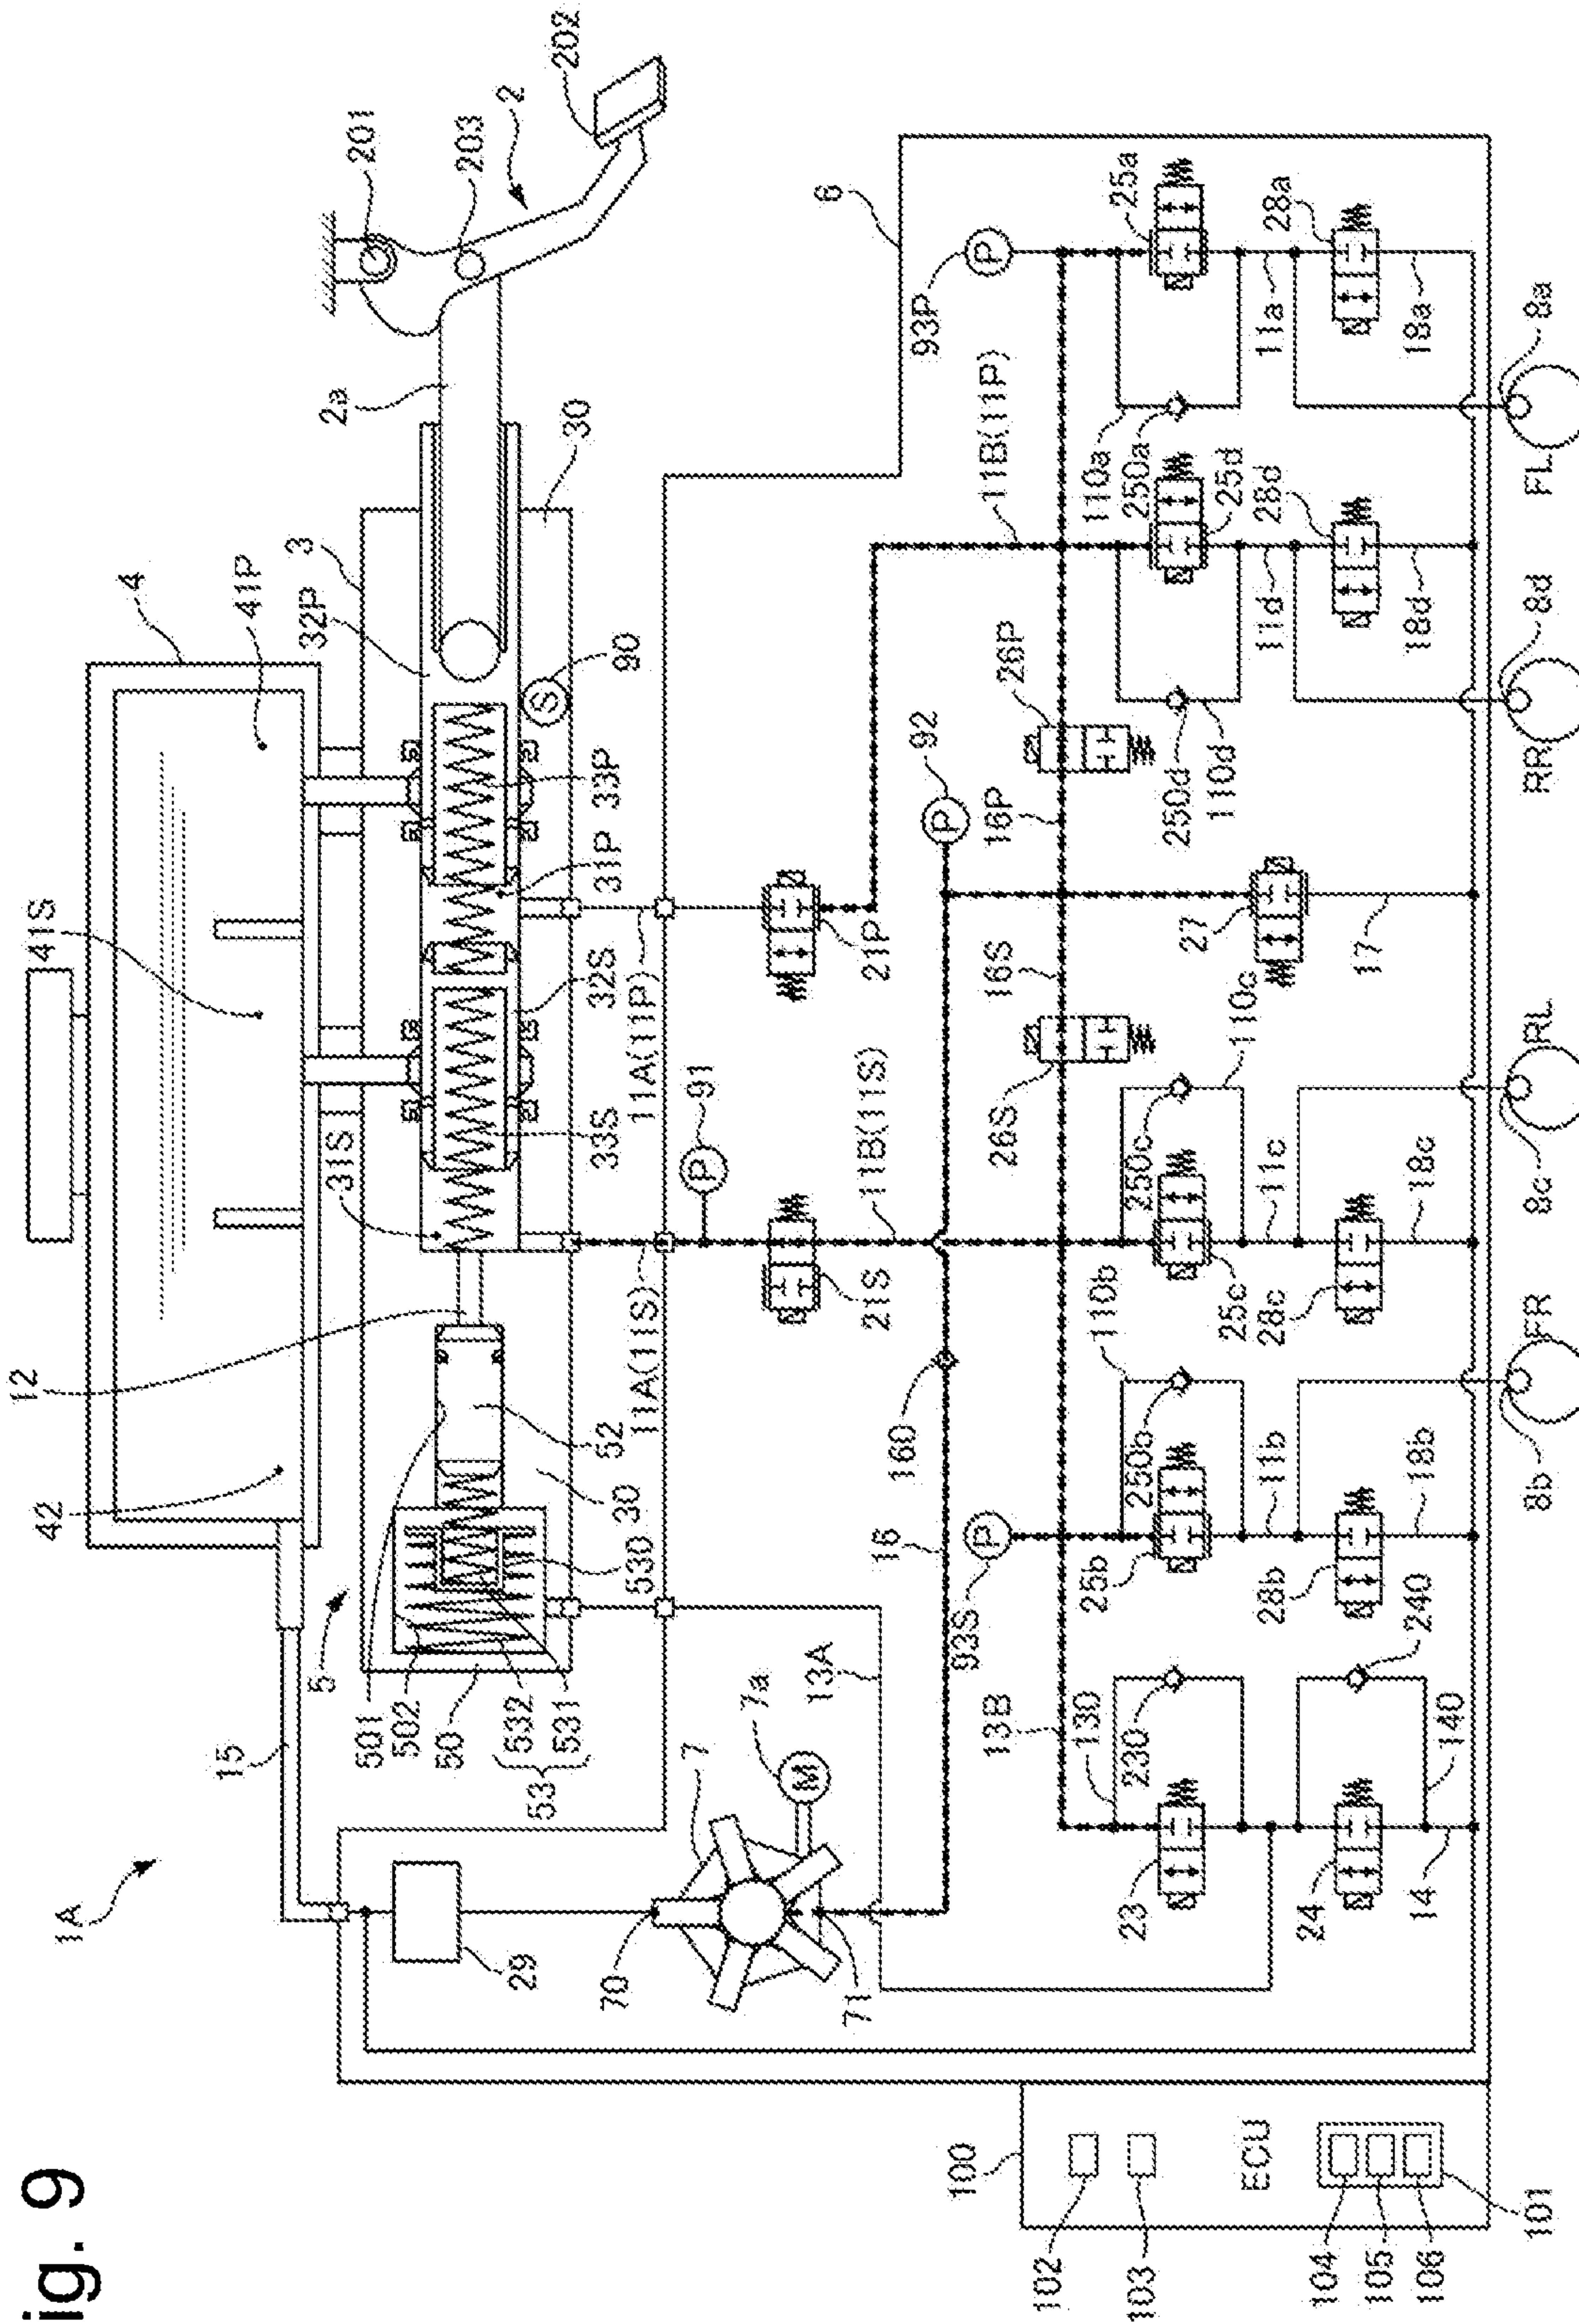 ig. 9
1A
15
42
12
41S
4
41P
3
32P
2a
201
203
2
202
5
501
502
50
532
531
53
530
30
52
31S
33S
32S
31P
33P
90
30
29
70
7
7a
71
13A
11A(11S)
91
11A(11P)
21S
21P
16
160
11B(11S)
92
11B(11P)
6
93S
93P
P
P
P
P
S
M
13B
130
230
23
24
14
140
240
110b
250b
25b
11b
28b
18b
26S
16S
16P
26P
250c
110c
25c
11c
28c
18c
27
17
250d
110d
25d
11d
28d
18d
110a
250a
25a
11a
28a
18a
8b
FR
8c
RL
RR
8d
FL
8a
100
102
103
ECU
104
105
106
101